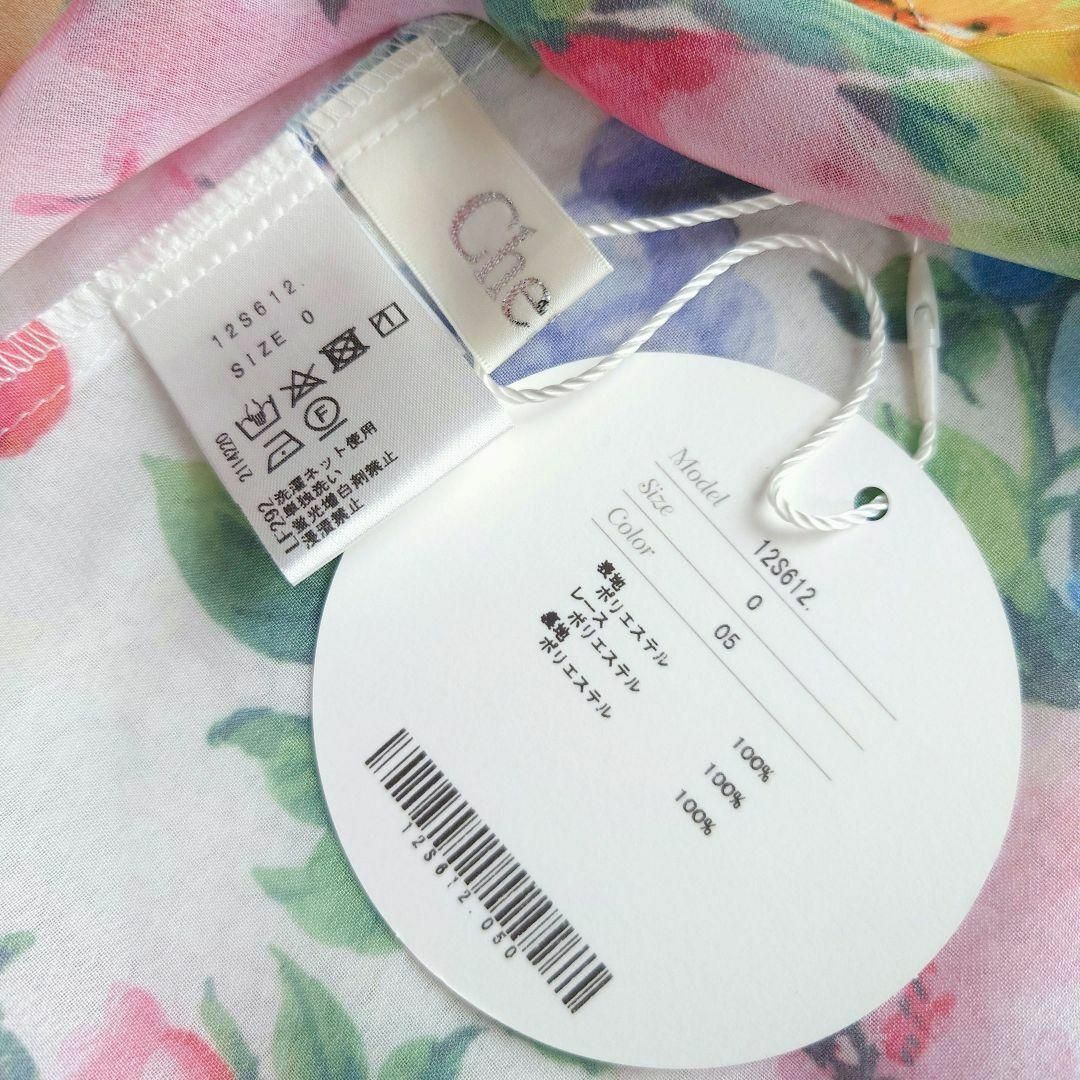 Che
12S612.
SIZE 0
F
2114220
LF292
洗濯ネット使用
単独洗い
蛍光増白剤禁止
浸漬禁止
Model 12S612.
Size 0
Color 05
表地
ポリエステル 100%
レース
ポリエステル 100%
裏地
ポリエステル 100%
12S612.050